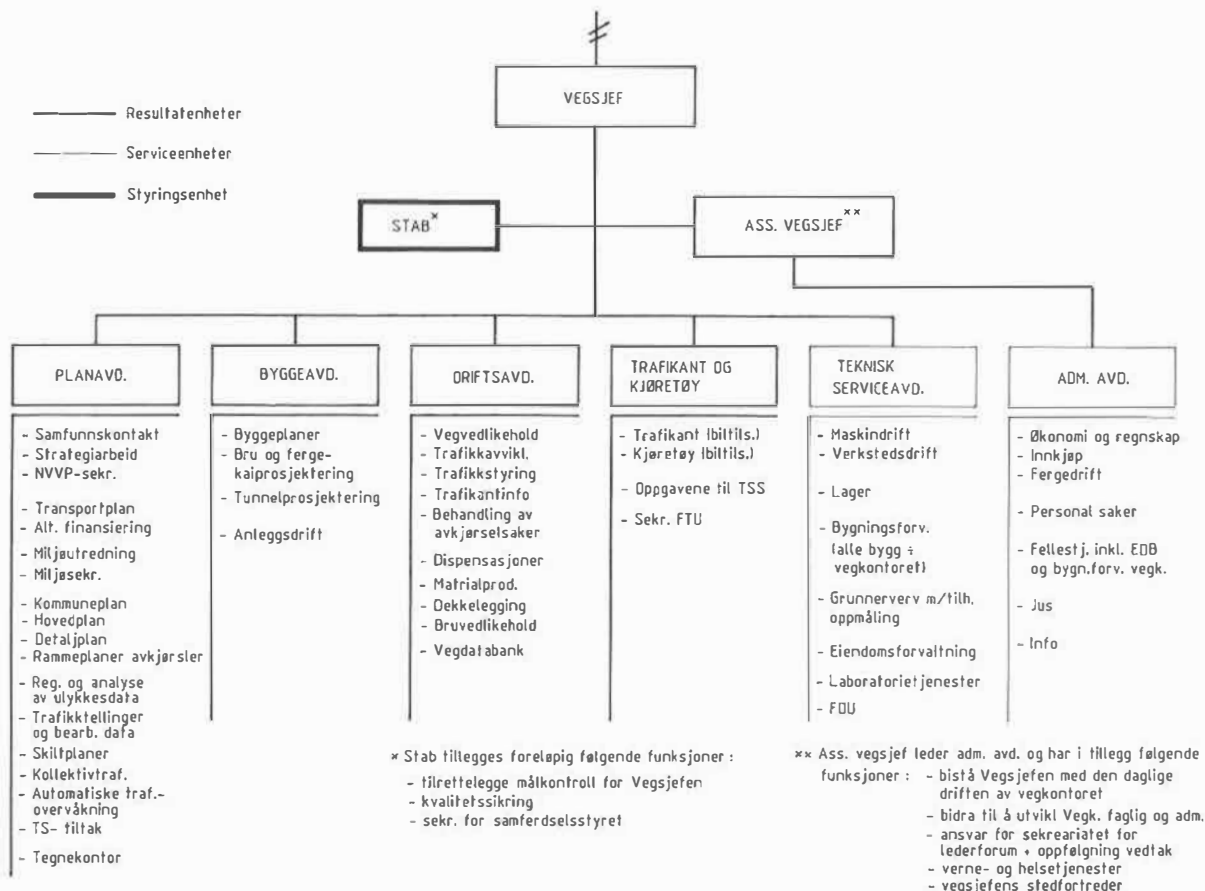 VEGSJEF
Resultatenheter
Serviceenheter
Styringsenhet
STAB*
ASS. VEGSJEF**
PLANAVD.
- Samfunnskontakt
- Strategiarbeid
- NVVP-sekr.
- Transportplan
- Alt. finansiering
- Miljøutredning
- Miljøsekr.
- Kommuneplan
- Hovedplan
- Detaljplan
- Rammeplaner avkjørsler
- Reg. og analyse
av ulykkesdata
- Trafikktellinger
og bearb. data
- Skiltplaner
- Kollektivtraf.
- Automatiske traf.-
overvåkning
- TS- tiltak
- Tegnekontor
BYGGEAVD.
- Byggeplaner
- Bru og ferge-
kaiprosjektering
- Tunnelprosjektering
- Anleggsdrift
DRIFTSAVD.
- Vegvedlikehold
- Trafikkavvikl.
- Trafikkstyring
- Trafikantinfo
- Behandling av
avkjørselsaker
- Dispensasjoner
- Matrialprod.
- Dekkelegging
- Bruvedlikehold
- Vegdatabank
TRAFIKANT OG
KJØRETØY
- Trafikant (biltils.)
- Kjøretøy (biltils.)
- Oppgavene til TSS
- Sekr. FTU
TEKNISK
SERVICEAVD.
- Maskindrift
- Verkstedsdrift
- Lager
- Bygningsforv.
(alle bygg ÷
vegkontoret)
- Grunnerverv m/tilh.
oppmåling
- Eiendomsforvaltning
- Laboratorietjenester
- FOU
ADM. AVD.
- Økonomi og regnskap
- Innkjøp
- Fergedrift
- Personal saker
- Fellestj. inkl. EDB
og bygn.forv. vegk.
- Jus
- Info
* Stab tillegges foreløpig følgende funksjoner :
- tilrettelegge målkontroll for Vegsjefen
- kvalitetssikring
- sekr. for samferdselsstyret
** Ass. vegsjef leder adm. avd. og har i tillegg følgende
funksjoner : - bistå Vegsjefen med den daglige
driften av vegkontoret
- bidra til å utvikl Vegk. faglig og adm.
- ansvar før sekreariatet for
lederforum + oppfølgning vedtak
- verne- og helsetjenester
- vegsjefens stedfortreder